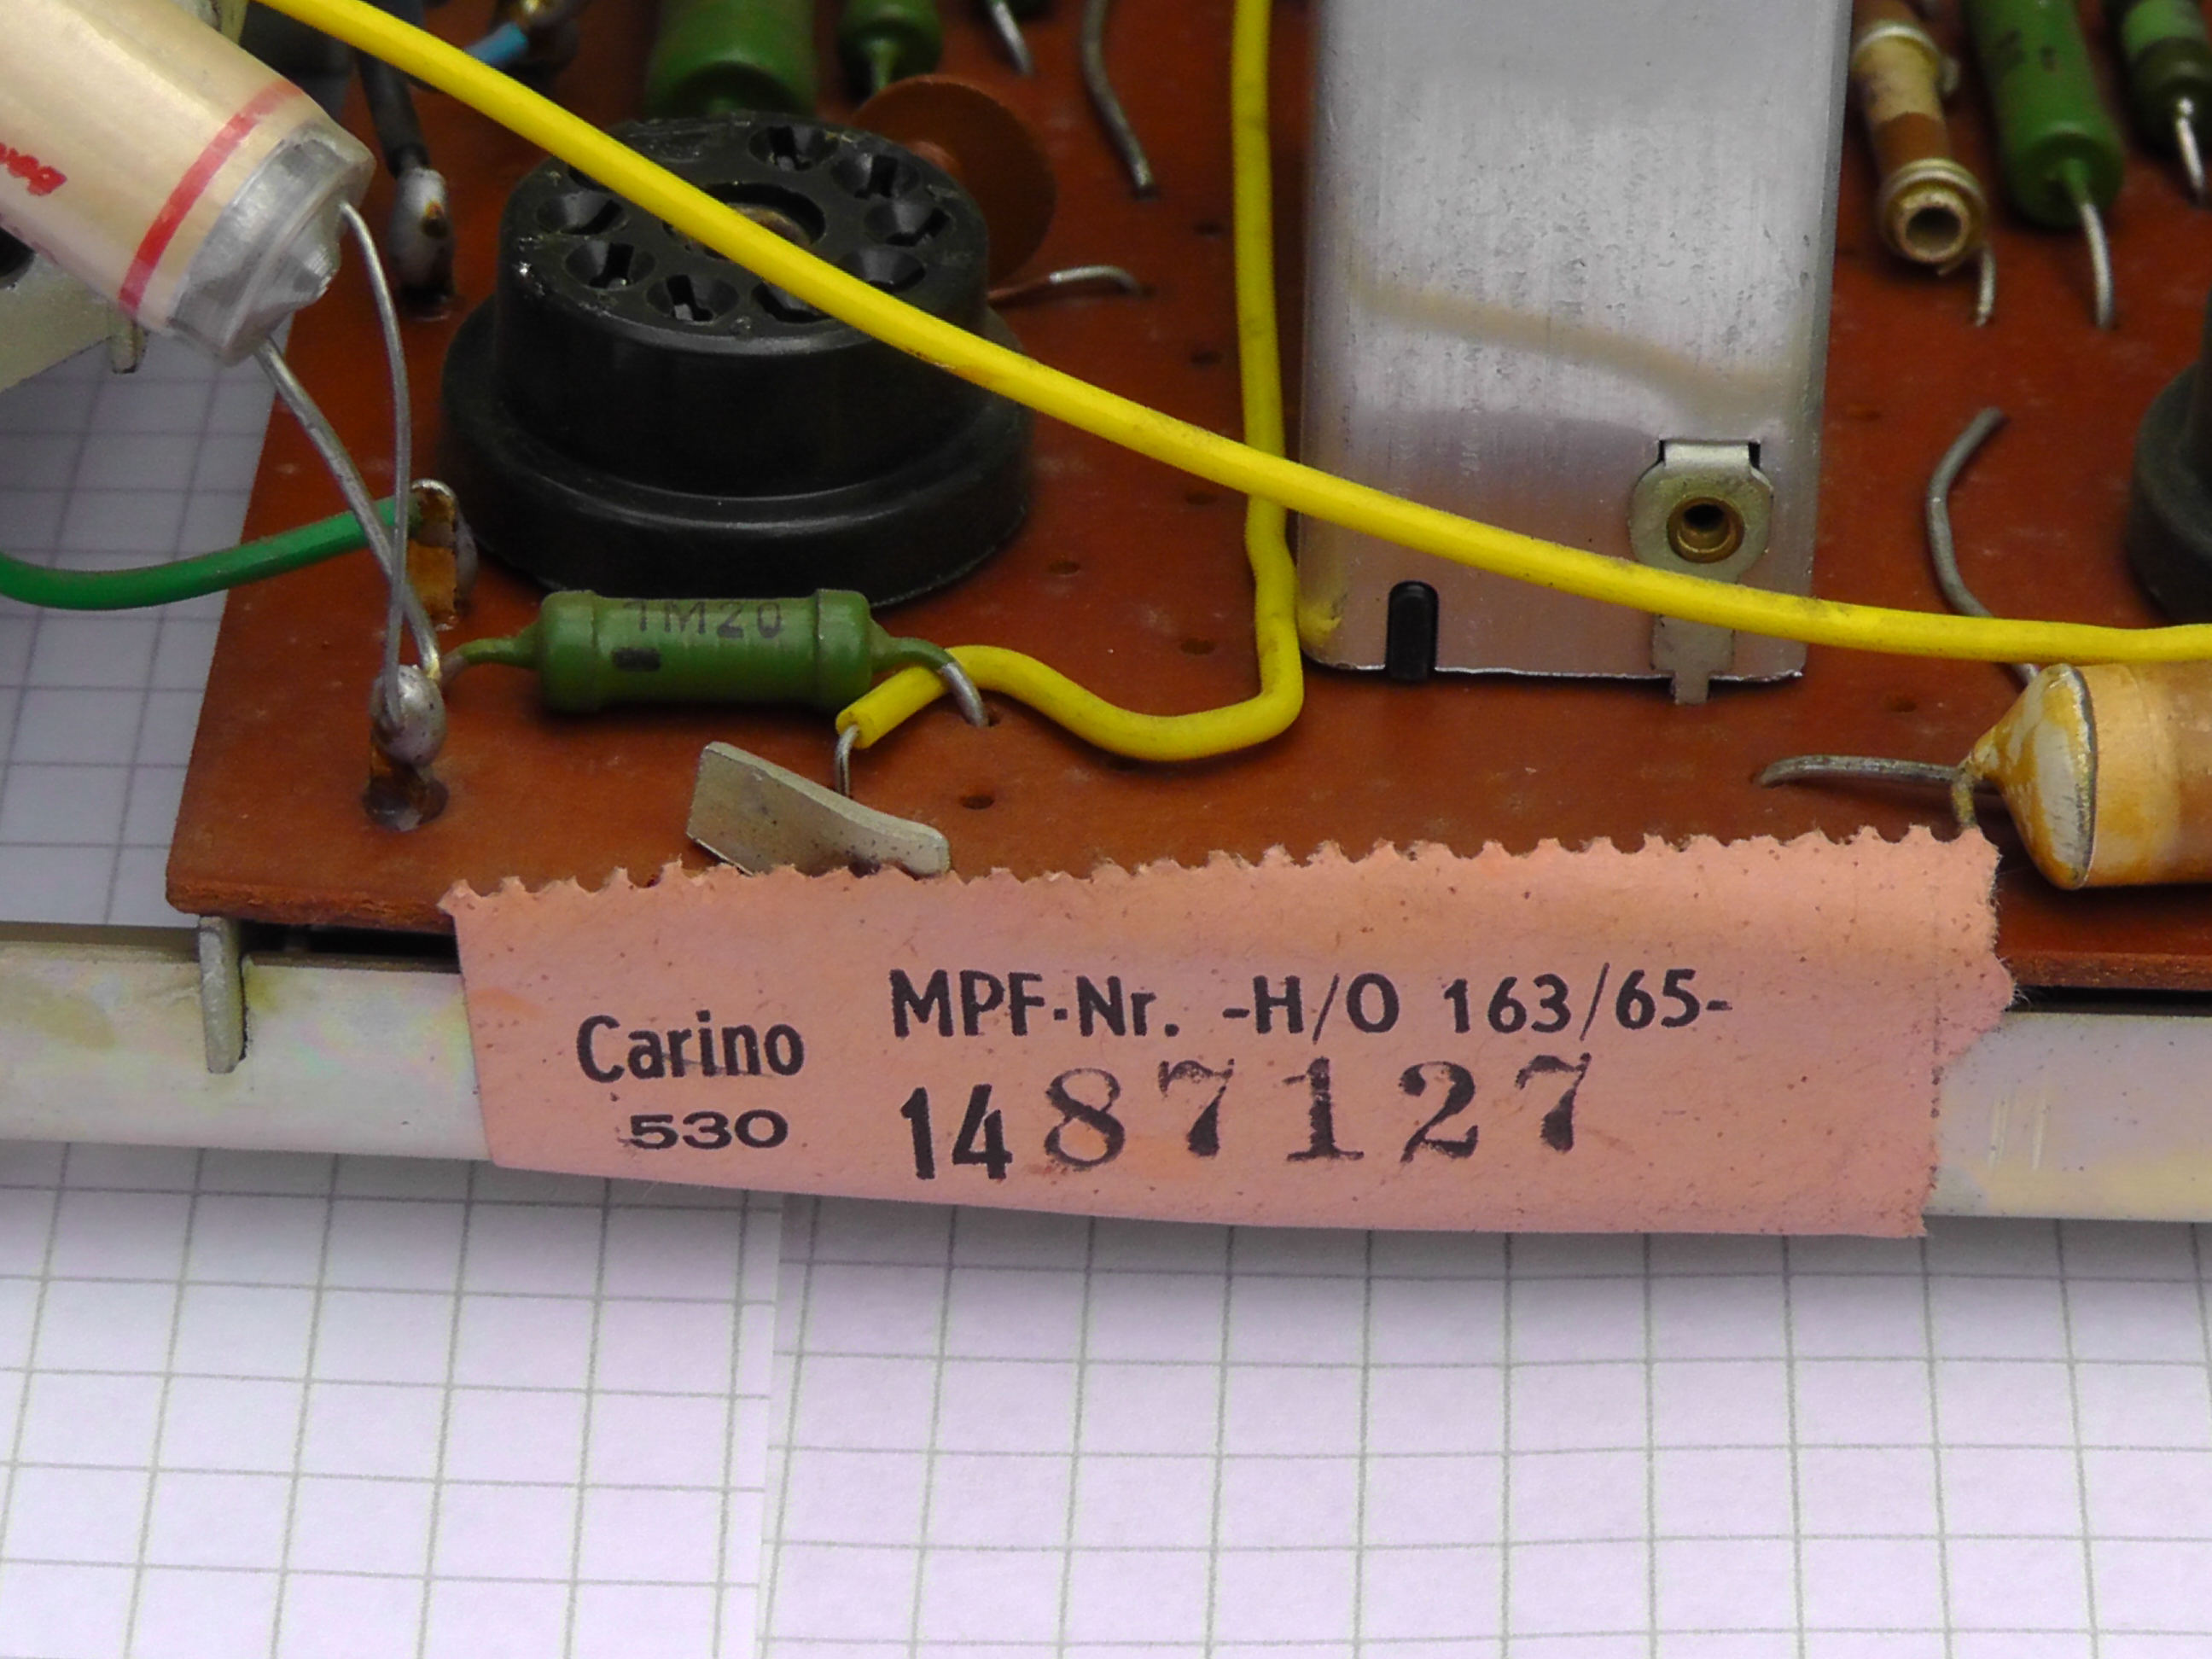 1M20
MPF-Nr. -H/O 163/65-
Carino
1487127
530